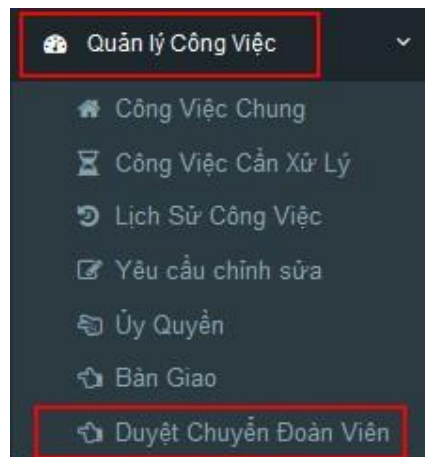 Quản lý Công Việc
Công Việc Chung
Công Việc Cần Xử Lý
Lịch Sử Công Việc
Yêu cầu chỉnh sửa
Ủy Quyền
Bàn Giao
Duyệt Chuyển Đoàn Viên